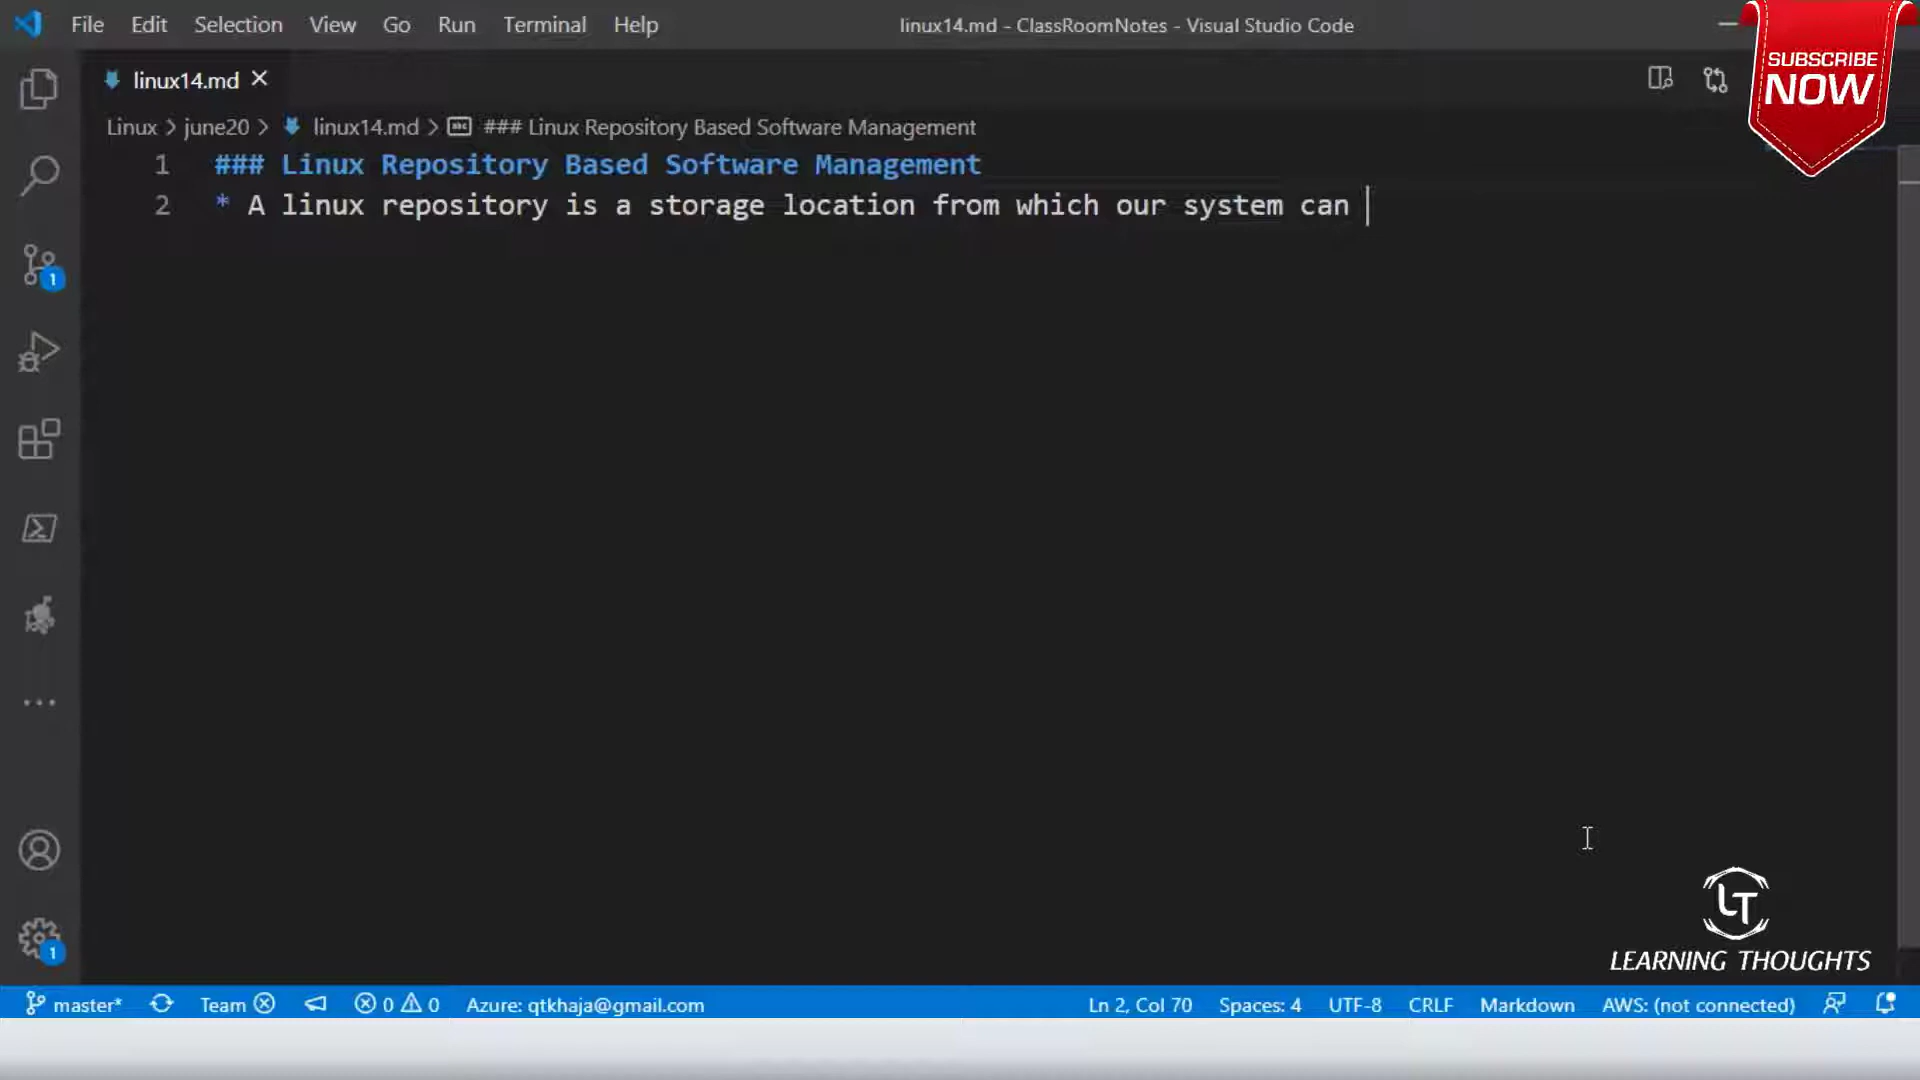 File Edit Selection View Go Run Terminal Help linux14.md - ClassRoomNotes - Visual Studio Code
SUBSCRIBE
NOW
linux14.md
Linux > june20 > linux14.md > ### Linux Repository Based Software Management
1 ### Linux Repository Based Software Management
2 * A linux repository is a storage location from which our system can
1
1
LT
LEARNING THOUGHTS
master* Team 0 0 Azure: qtkhaja@gmail.com Ln 2, Col 70 Spaces: 4 UTF-8 CRLF Markdown AWS: (not connected)